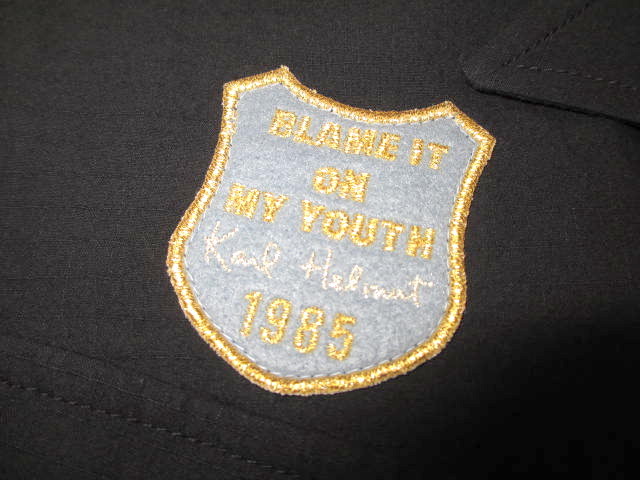 BLAME IT
ON
MY YOUTH
Karl Helmut
1985